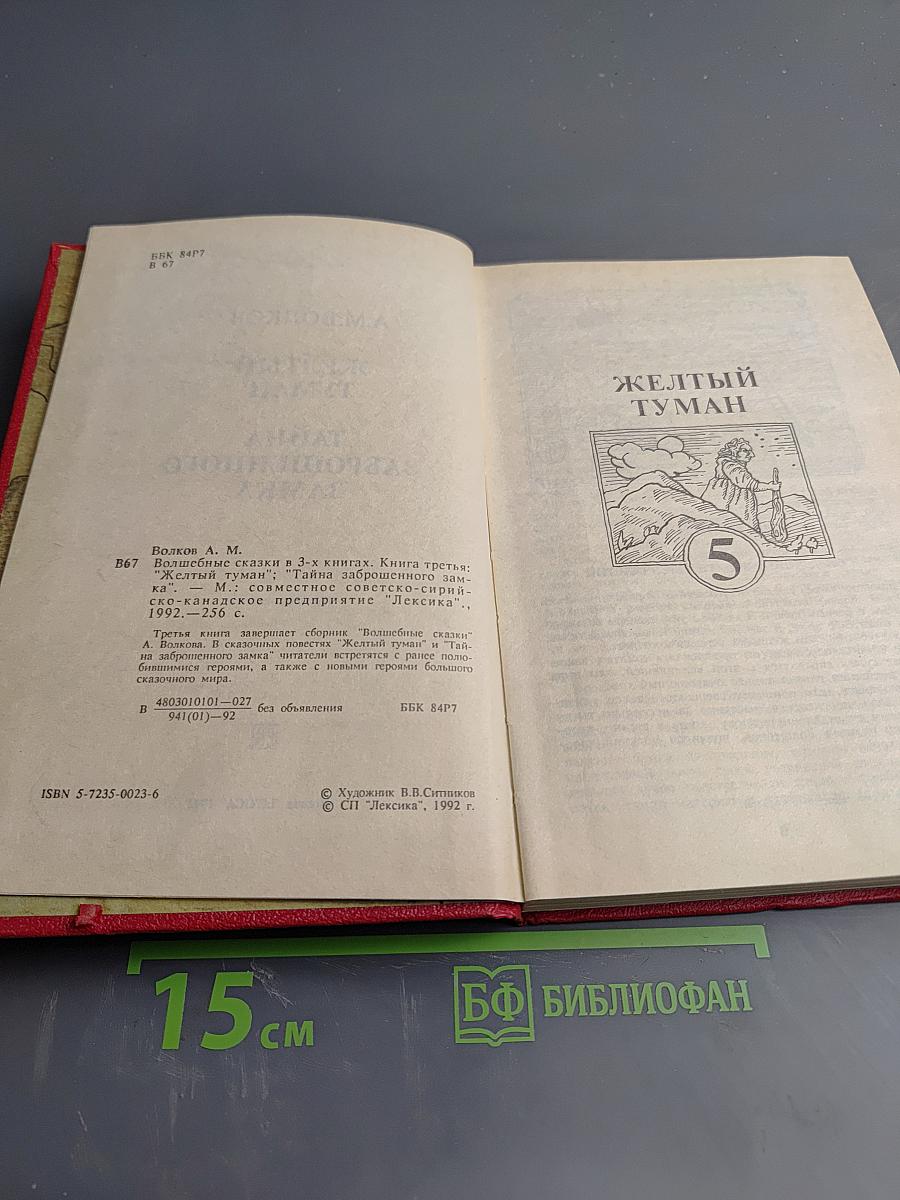 ББК 84Р7
В 67
Волков А. М.
В67 Волшебные сказки в 3-х книгах. Книга третья:
"Желтый туман"; "Тайна заброшенного зам-
ка". — М.: совместное советско-сирий-
ско-канадское предприятие "Лексика".,
1992.—256 с.
Третья книга завершает сборник "Волшебные сказки"
А. Волкова. В сказочных повестях "Желтый туман" и "Тай-
на заброшенного замка" читатели встретятся с ранее полю-
бившимися героями, а также с новыми героями большого
сказочного мира.
В 4803010101—027
941(01)—92 без объявления ББК 84Р7
ISBN 5-7235-0023-6
© Художник В.В.Ситников
© СП "Лексика", 1992 г.
ЖЕЛТЫЙ
ТУМАН
5
15 см
БФ БИБЛИОФАН